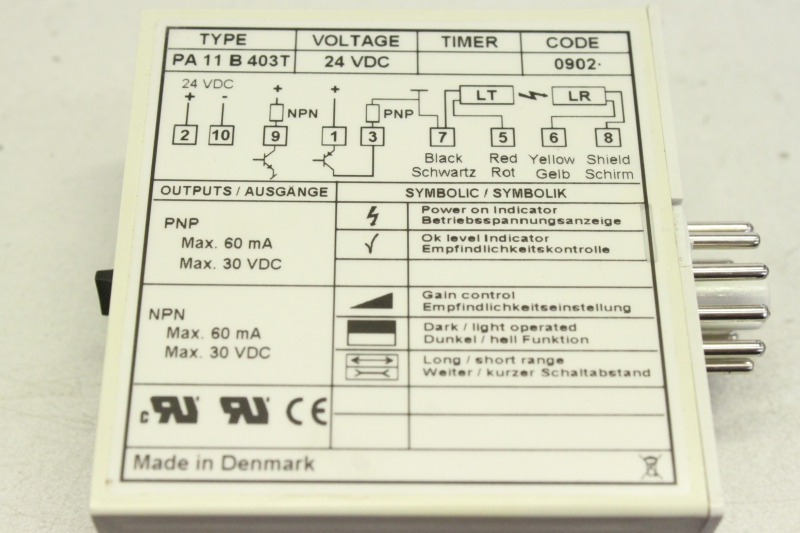 TYPE VOLTAGE TIMER CODE
PA 11 B 403T 24 VDC 0902·
24 VDC
+ - + +
NPN PNP LT LR
2 10 9 1 3 7 5 6 8
Black Red Yellow Shield
Schwartz Rot Gelb Schirm
OUTPUTS / AUSGÄNGE SYMBOLIC / SYMBOLIK
Power on Indicator
Betriebsspannungsanzeige
PNP
Max. 60 mA
Max. 30 VDC
Ok level Indicator
Empfindlichkeitskontrolle
NPN
Max. 60 mA
Max. 30 VDC
Gain control
Empfindlichkeitseinstellung
Dark / light operated
Dunkel / hell Funktion
Long / short range
Weiter / kurzer Schaltabstand
c RU RU CE
Made in Denmark